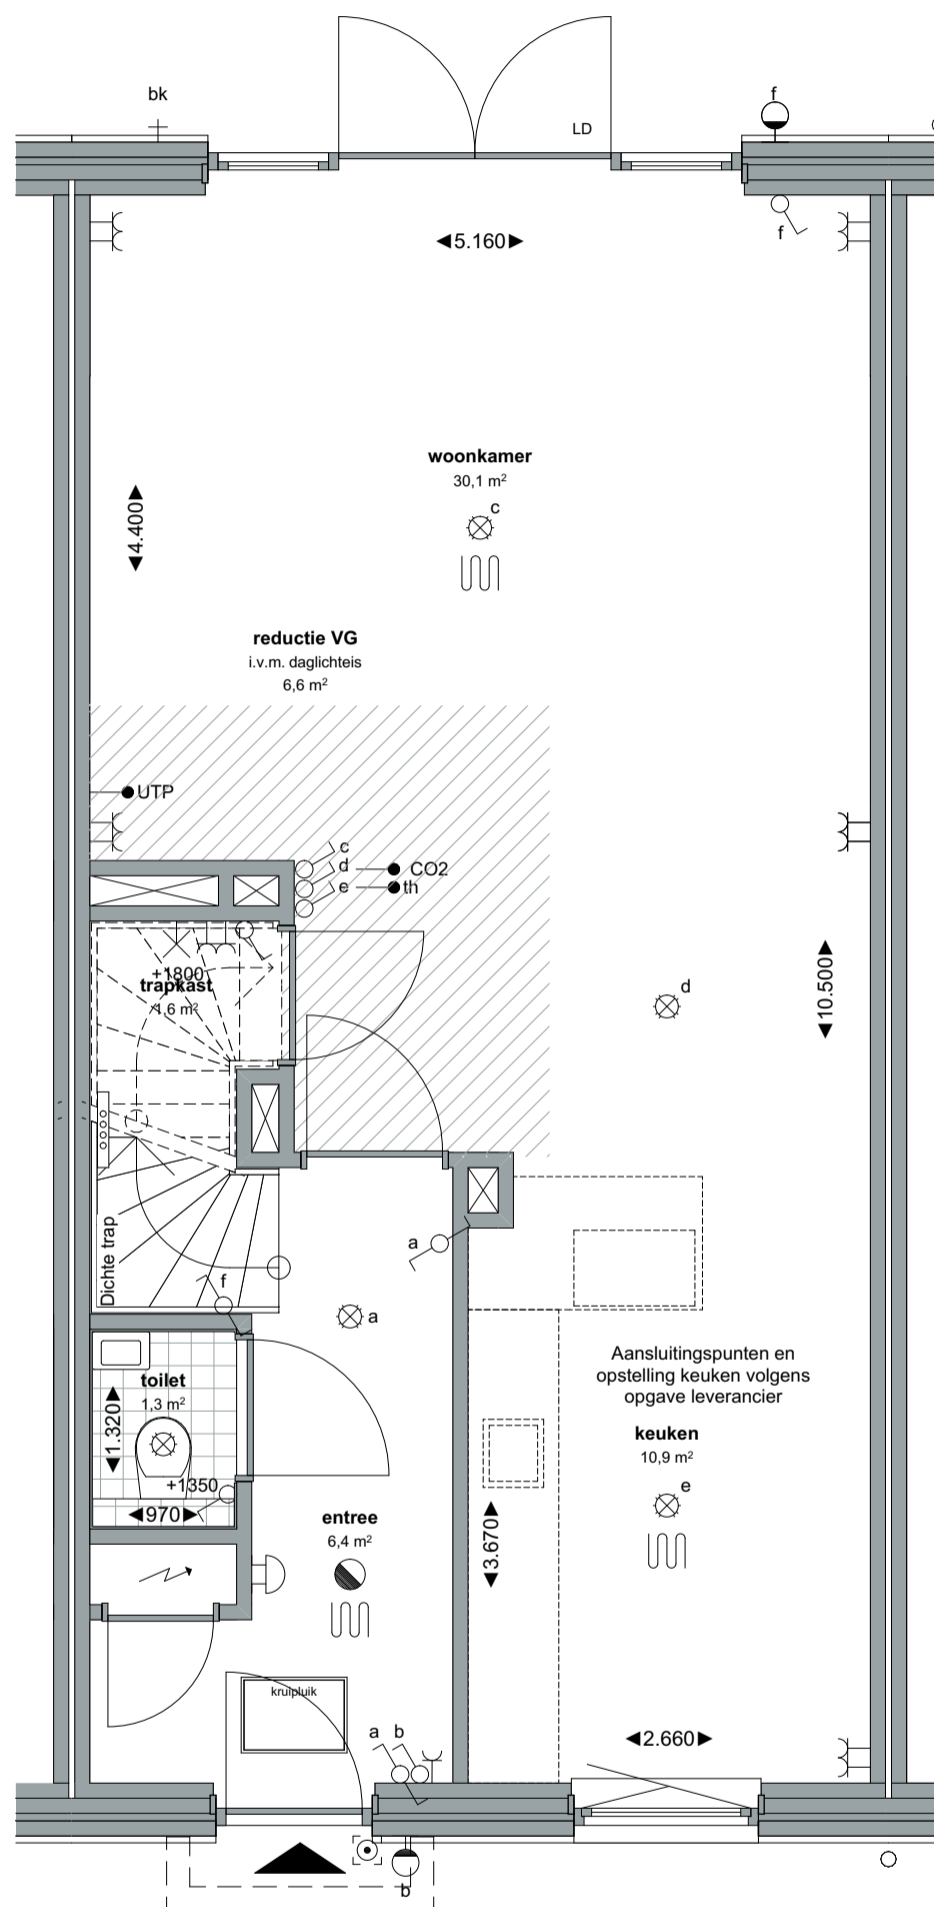 bk
f
LD
f
5.160
woonkamer
30,1 m²
c
4.400
reductie VG
i.v.m. daglichteis
6,6 m²
UTP
c
d
CO2
e
th
+1800
trapkast
1,6 m²
d
10.500
Dichte trap
a
f
a
Aansluitingspunten en
opstelling keuken volgens
opgave leverancier
toilet
1,3 m²
1.320
keuken
10,9 m²
+1350
e
970
entree
6,4 m²
3.670
kruipluik
a b
2.660
b